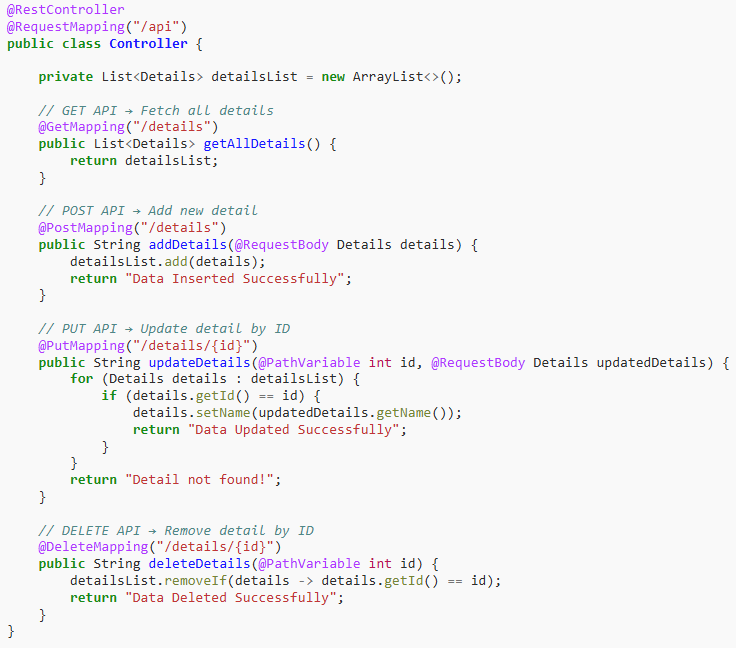 @RestController
@RequestMapping("/api")
public class Controller {
    private List<Details> detailsList = new ArrayList<>();
    // GET API → Fetch all details
    @GetMapping("/details")
    public List<Details> getAllDetails() {
        return detailsList;
    }
    // POST API → Add new detail
    @PostMapping("/details")
    public String addDetails(@RequestBody Details details) {
        detailsList.add(details);
        return "Data Inserted Successfully";
    }
    // PUT API → Update detail by ID
    @PutMapping("/details/{id}")
    public String updateDetails(@PathVariable int id, @RequestBody Details updatedDetails) {
        for (Details details : detailsList) {
            if (details.getId() == id) {
                details.setName(updatedDetails.getName());
                return "Data Updated Successfully";
            }
        }
        return "Detail not found!";
    }
    // DELETE API → Remove detail by ID
    @DeleteMapping("/details/{id}")
    public String deleteDetails(@PathVariable int id) {
        detailsList.removeIf(details -> details.getId() == id);
        return "Data Deleted Successfully";
    }
}